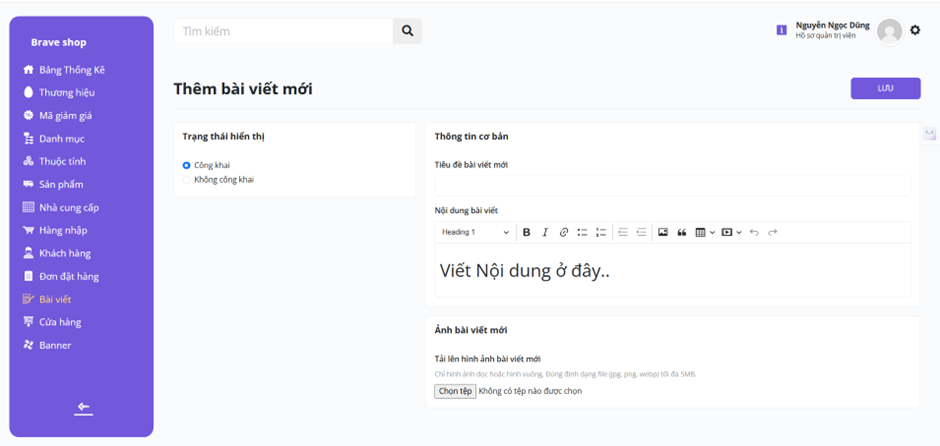 Brave shop
Bảng Thống Kê
Thương hiệu
Mã giảm giá
Danh mục
Thuộc tính
Sản phẩm
Nhà cung cấp
Hàng nhập
Khách hàng
Đơn đặt hàng
Bài viết
Cửa hàng
Banner
Tìm kiếm
Nguyễn Ngọc Dũng
Hồ sơ quản trị viên
Thêm bài viết mới
LƯU
Trạng thái hiển thị
Công khai
Không công khai
Thông tin cơ bản
Tiêu đề bài viết mới
Nội dung bài viết
Heading 1
Viết Nội dung ở đây..
Ảnh bài viết mới
Tải lên hình ảnh bài viết mới
Chỉ hình ảnh dọc hoặc hình vuông, Đúng định dạng file (jpg, png, webp) tối đa 5MB.
Chọn tệp Không có tệp nào được chọn